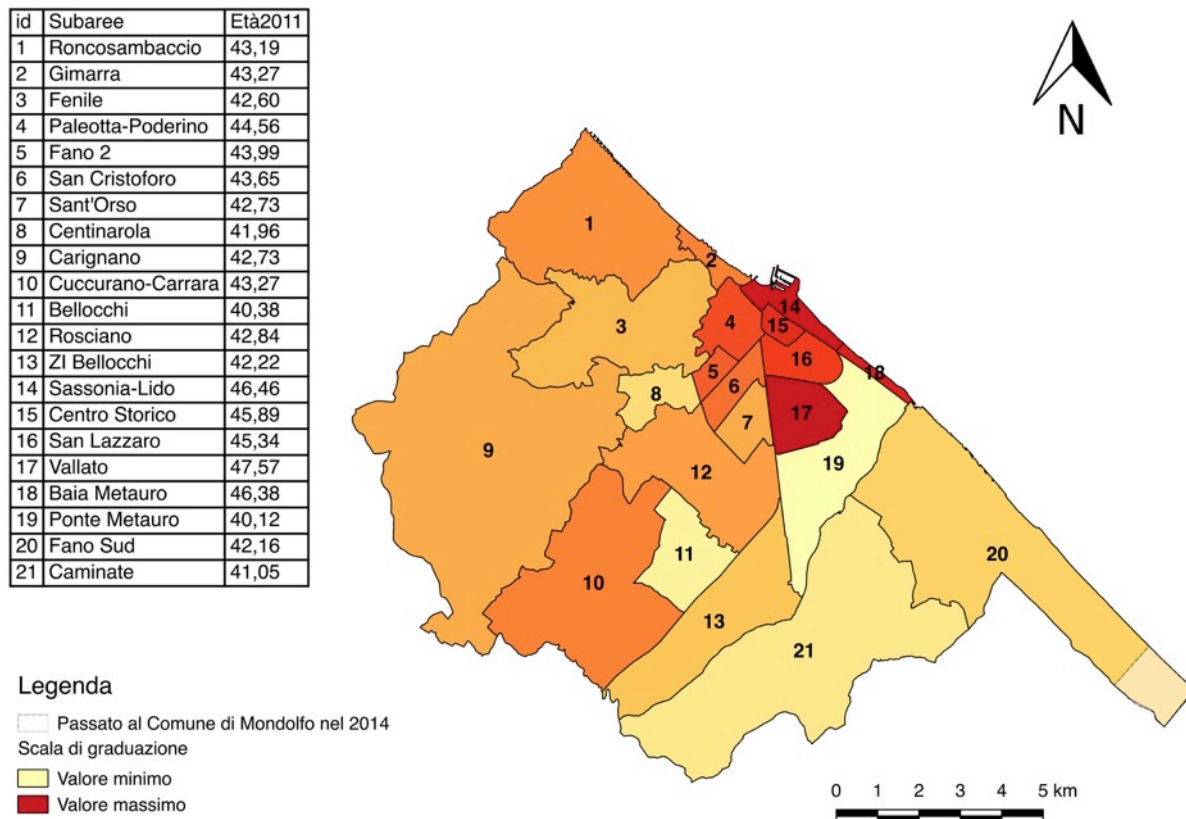 id Subaree Età2011
1 Roncosambaccio 43,19
2 Gimarra 43,27
3 Fenile 42,60
4 Paleotta-Poderino 44,56
5 Fano 2 43,99
6 San Cristoforo 43,65
7 Sant'Orso 42,73
8 Centinarola 41,96
9 Carignano 42,73
10 Cuccurano-Carrara 43,27
11 Bellocchi 40,38
12 Rosciano 42,84
13 ZI Bellocchi 42,22
14 Sassonia-Lido 46,46
15 Centro Storico 45,89
16 San Lazzaro 45,34
17 Vallato 47,57
18 Baia Metauro 46,38
19 Ponte Metauro 40,12
20 Fano Sud 42,16
21 Caminate 41,05
N
1
2
14
3
4
15
16
5
18
6
8
17
7
9
19
12
11
20
10
13
21
Legenda
Passato al Comune di Mondolfo nel 2014
Scala di graduazione
Valore minimo
Valore massimo
0 1 2 3 4 5 km